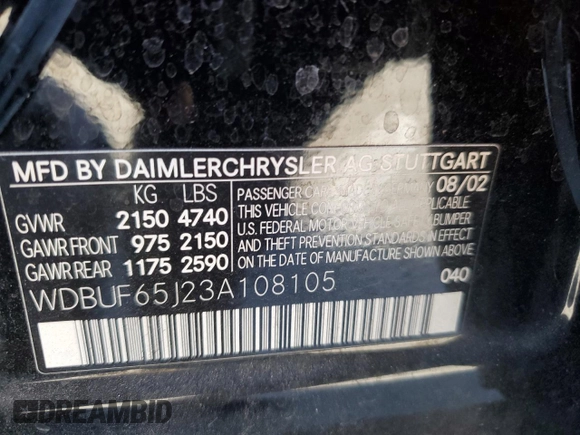 MFD BY DAIMLERCHRYSLER AG STUTTGART
KG LBS
GVWR 2150 4740
GAWR FRONT 975 2150
GAWR REAR 1175 2590
PASSENGER CAR 08/02
THIS VEHICLE APPLICABLE
U.S. FEDERAL MOTOR VEHICLE BUMPER
AND THEFT PREVENTION STANDARDS IN EFFECT
ON THE DATE OF MANUFACTURE SHOWN ABOVE
WDBUF65J23A108105
040
DREAMBID